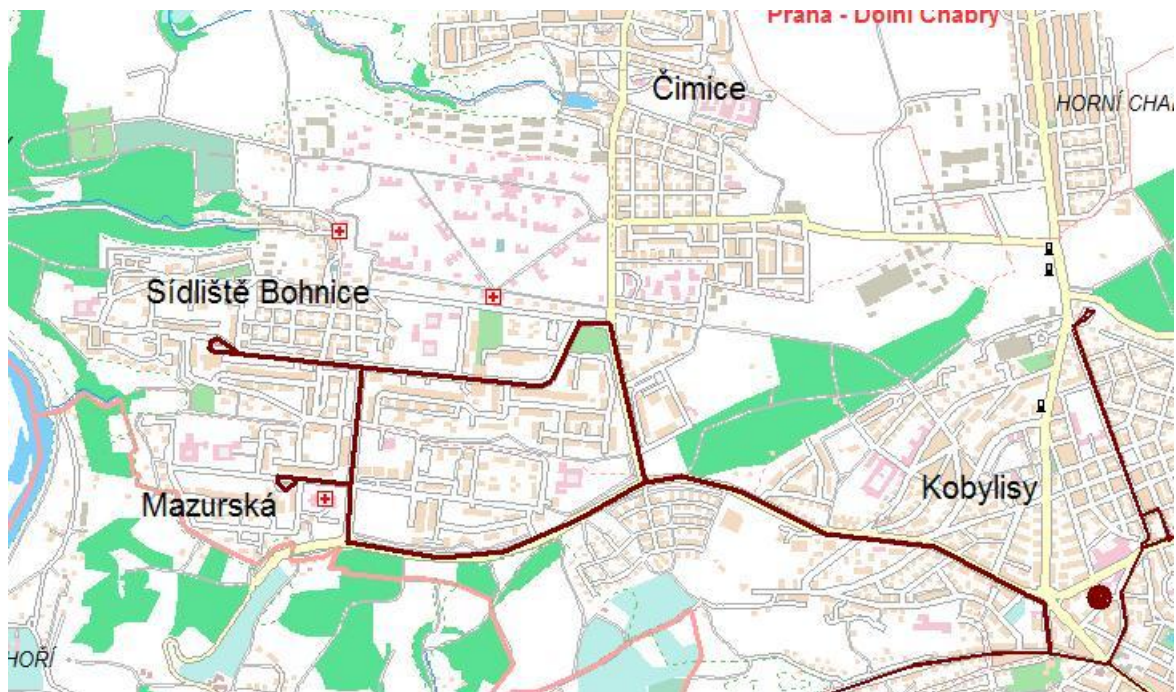 Praha - Dolní Chabry
Čimice
HORNÍ CHA
Sídliště Bohnice
Mazurská
Kobylisy
HOŘÍ